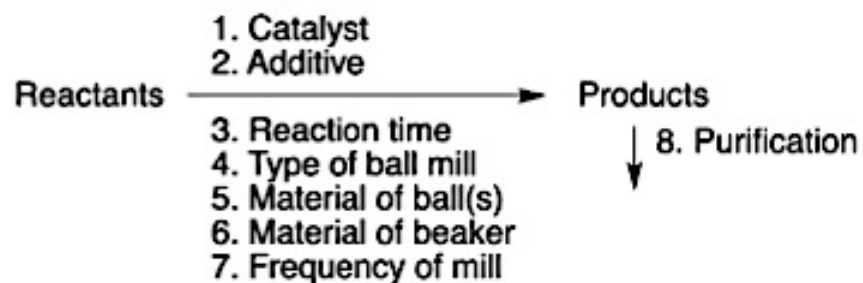 1. Catalyst
2. Additive
Reactants
Products
3. Reaction time
4. Type of ball mill
5. Material of ball(s)
6. Material of beaker
7. Frequency of mill
8. Purification